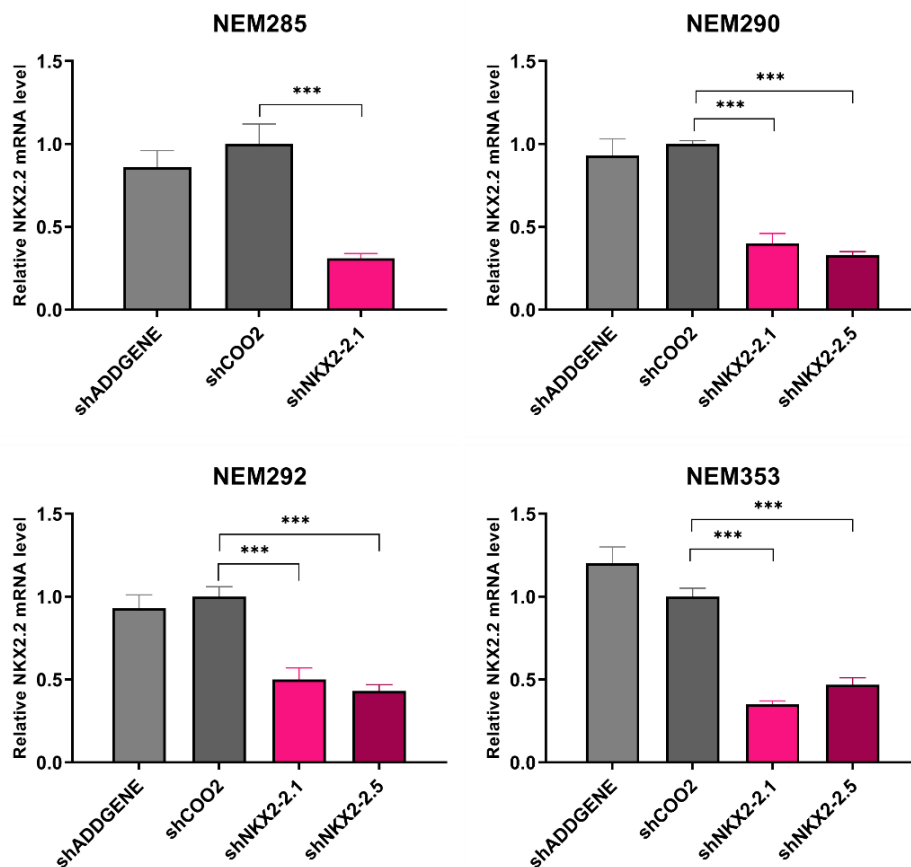 NEM285
Relative NKX2.2 mRNA level
1.5
1.0
0.5
0.0
***
shADDGENE
shCOO2
shNKX2-2.1
NEM290
Relative NKX2.2 mRNA level
1.5
1.0
0.5
0.0
***
***
shADDGENE
shCOO2
shNKX2-2.1
shNKX2-2.5
NEM292
Relative NKX2.2 mRNA level
1.5
1.0
0.5
0.0
***
***
shADDGENE
shCOO2
shNKX2-2.1
shNKX2-2.5
NEM353
Relative NKX2.2 mRNA level
1.5
1.0
0.5
0.0
***
***
shADDGENE
shCOO2
shNKX2-2.1
shNKX2-2.5